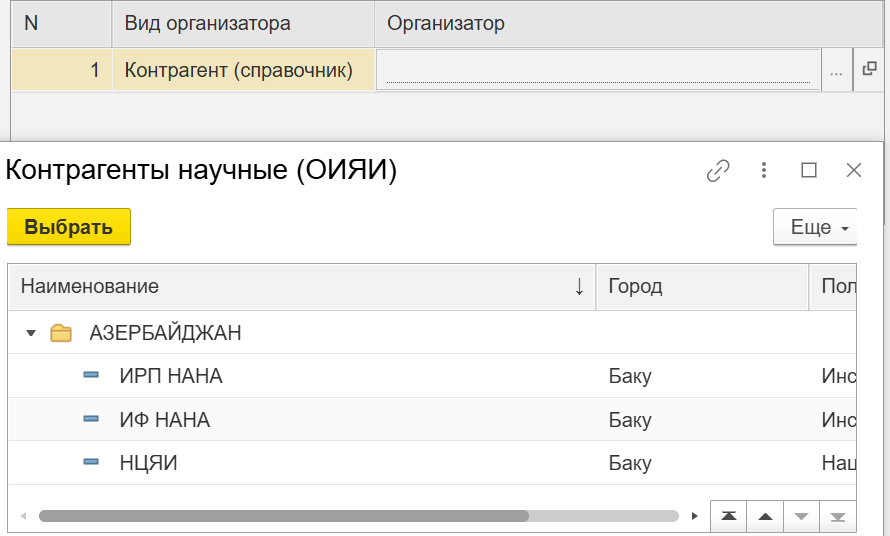 N Вид организатора Организатор
1 Контрагент (справочник) ...
Контрагенты научные (ОИЯИ)
Выбрать Еще
Наименование ↓ Город Пол
АЗЕРБАЙДЖАН
ИРП НАНА Баку Инс
ИФ НАНА Баку Инс
НЦЯИ Баку Нац